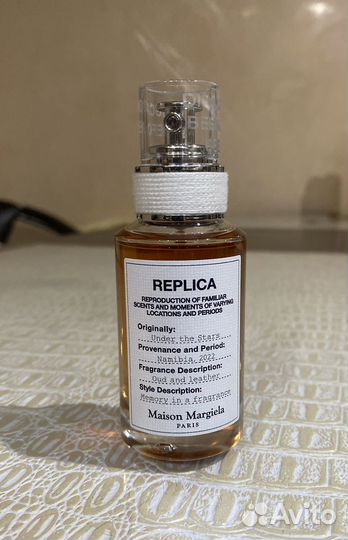 REPLICA
REPRODUCTION OF FAMILIAR
SCENTS AND MOMENTS OF VARYING
LOCATIONS AND PERIODS
Originally:
Under the Stars
Provenance and Period:
Namibia, 2022
Fragrance Description:
Oud and leather
Style Description:
Memory in a fragrance
Maison Margiela
PARIS
Avito